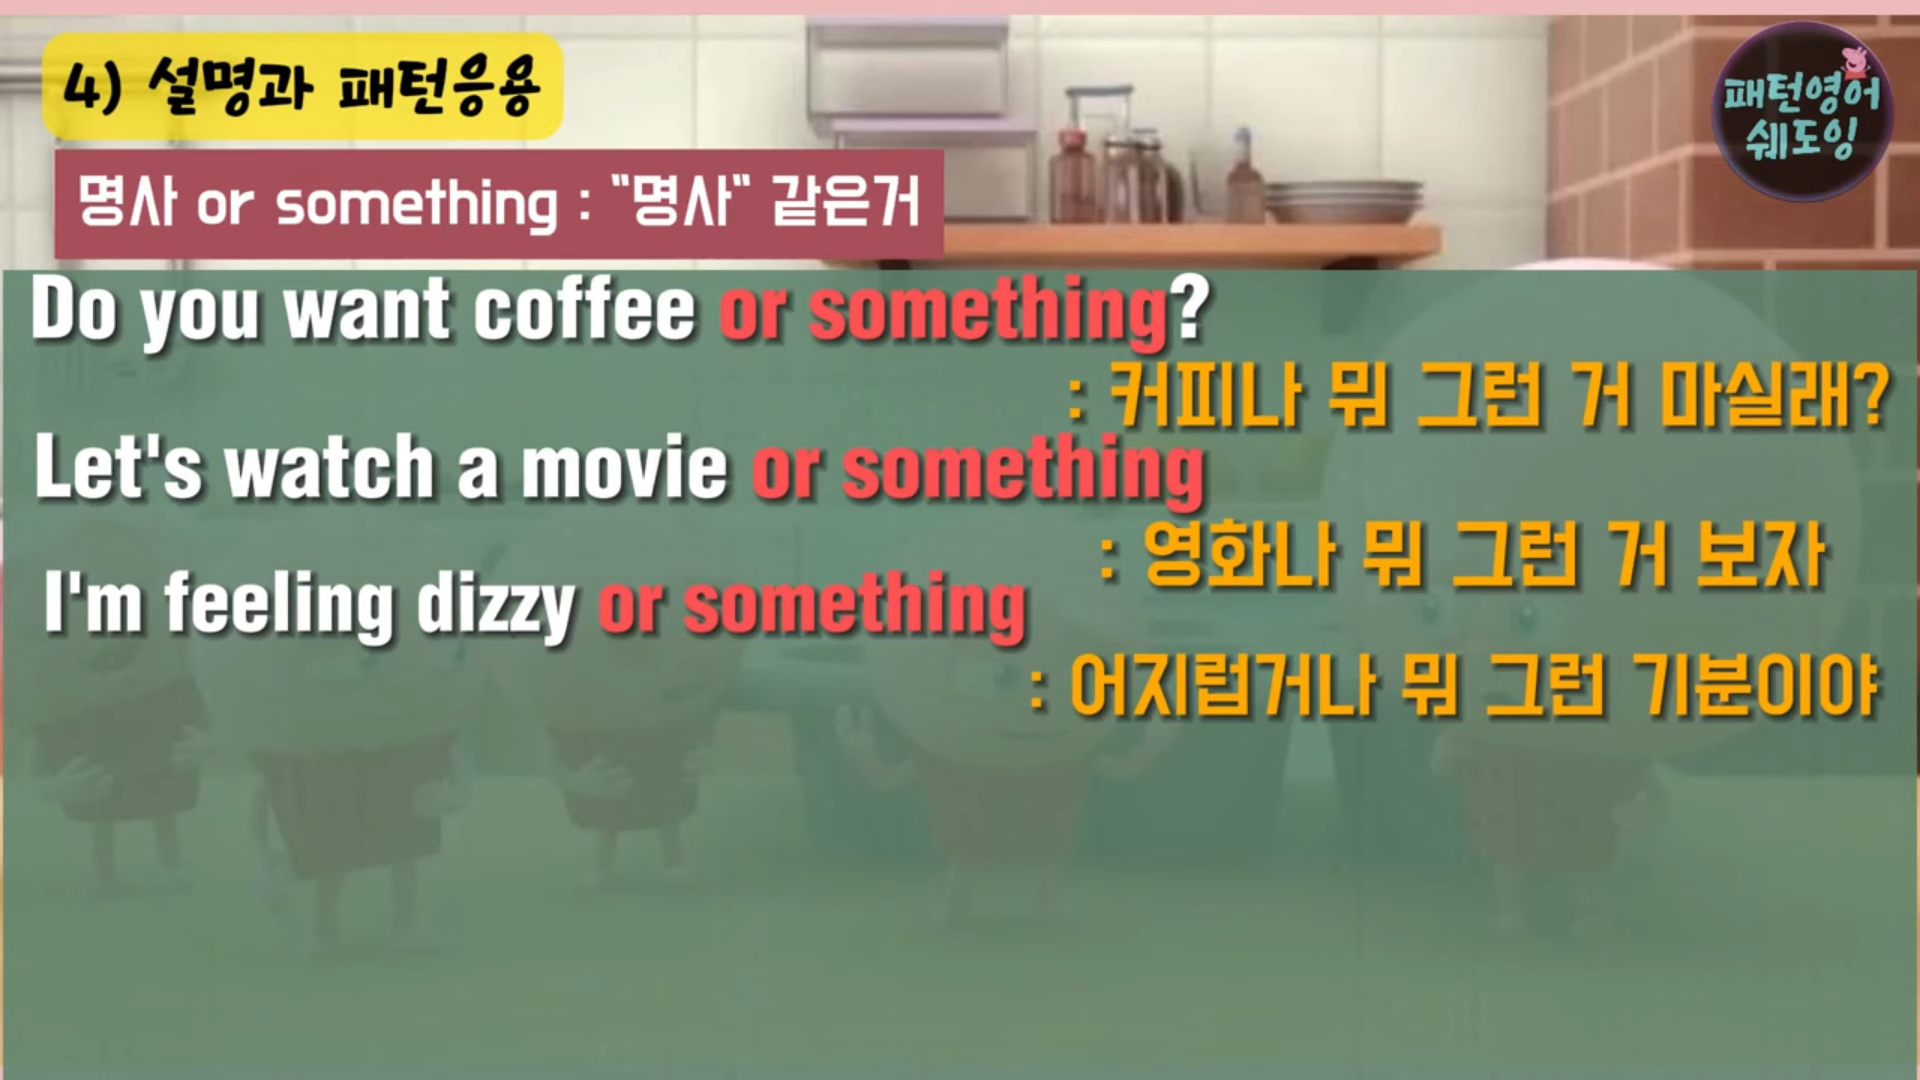 4) 설명과 패턴응용
패턴영어
쉐도잉
명사 or something : "명사" 같은거
Do you want coffee or something?
: 커피나 뭐 그런 거 마실래?
Let's watch a movie or something
: 영화나 뭐 그런 거 보자
I'm feeling dizzy or something
: 어지럽거나 뭐 그런 기분이야